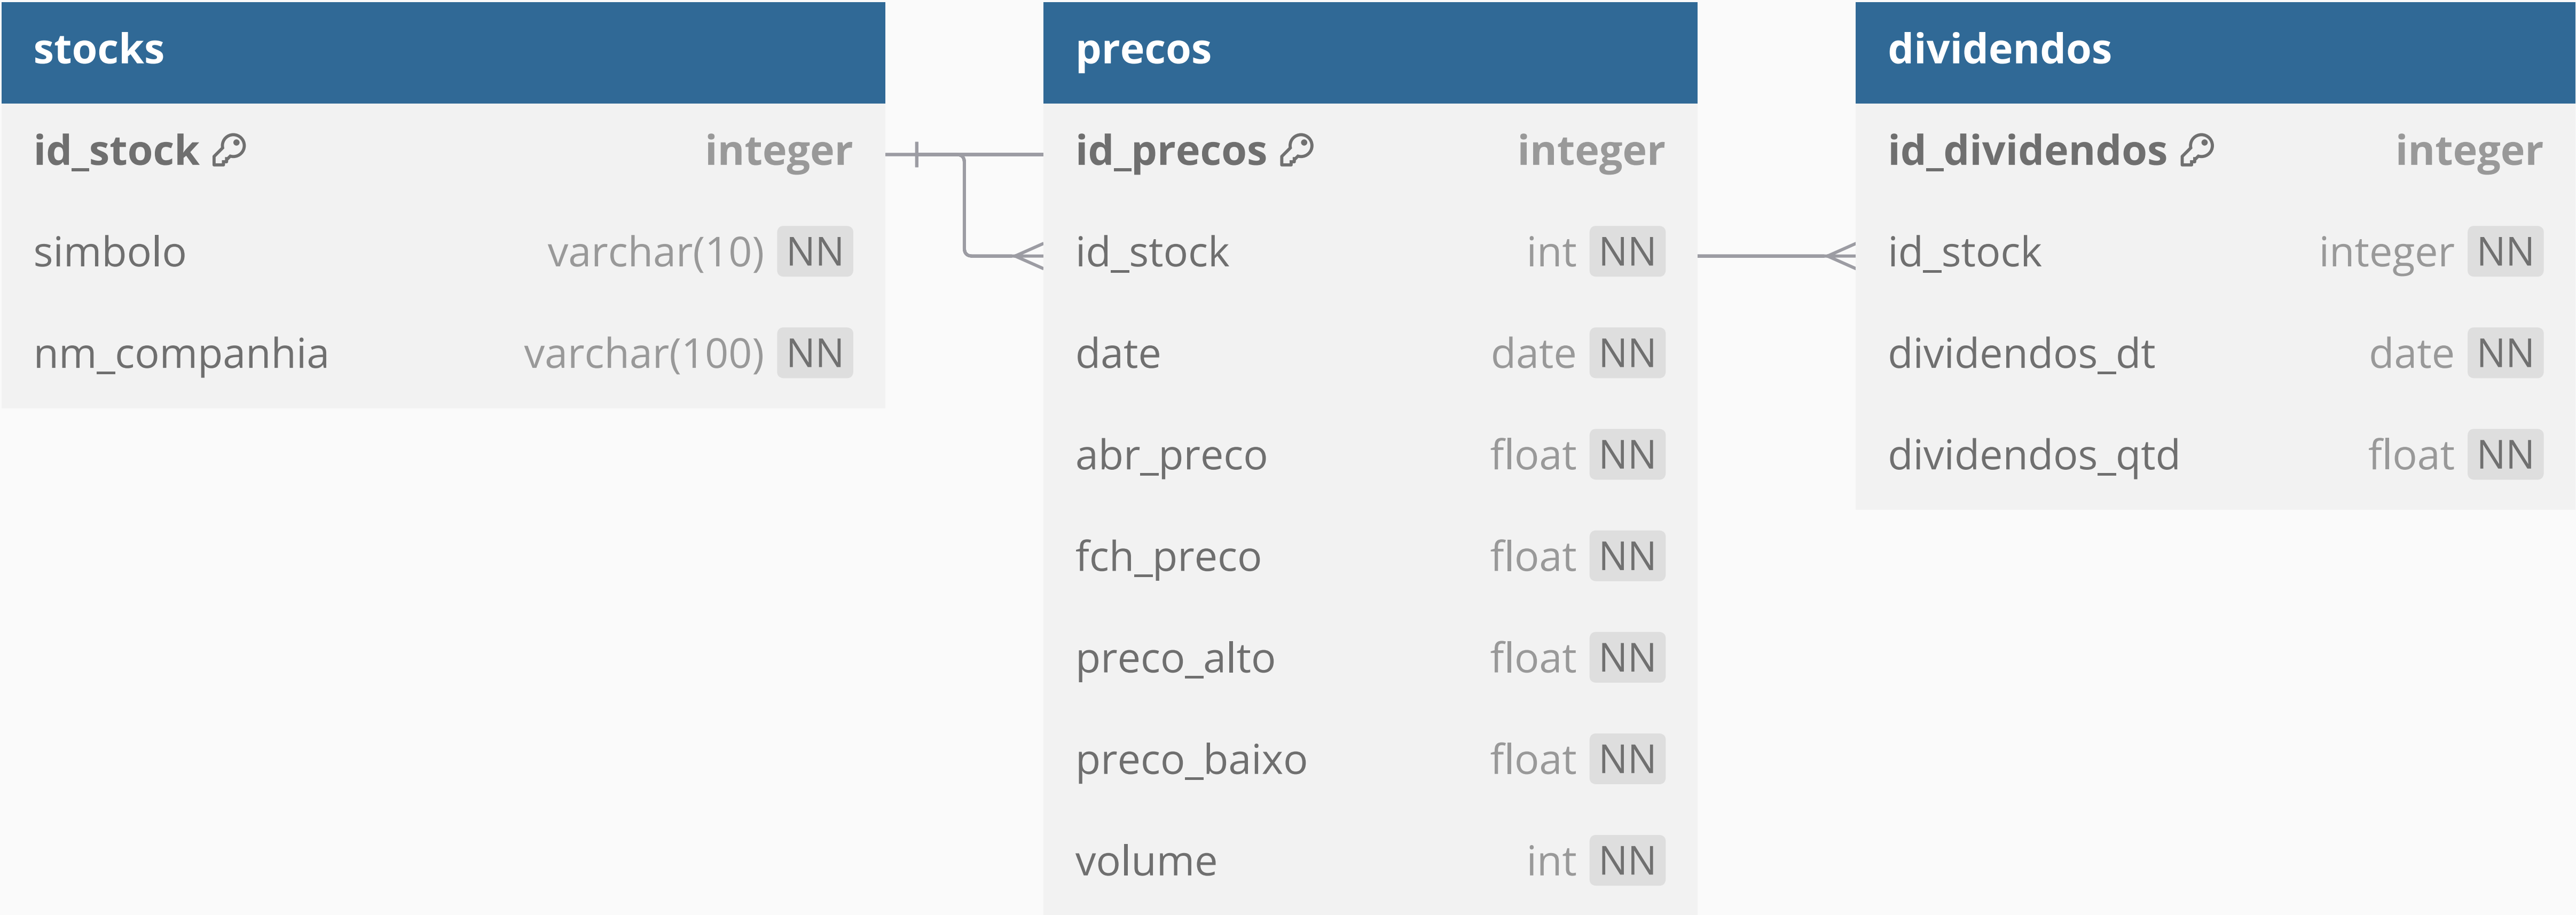 stocks
id_stock integer
simbolo varchar(10) NN
nm_companhia varchar(100) NN
precos
id_precos integer
id_stock int NN
date date NN
abr_preco float NN
fch_preco float NN
preco_alto float NN
preco_baixo float NN
volume int NN
dividendos
id_dividendos integer
id_stock integer NN
dividendos_dt date NN
dividendos_qtd float NN